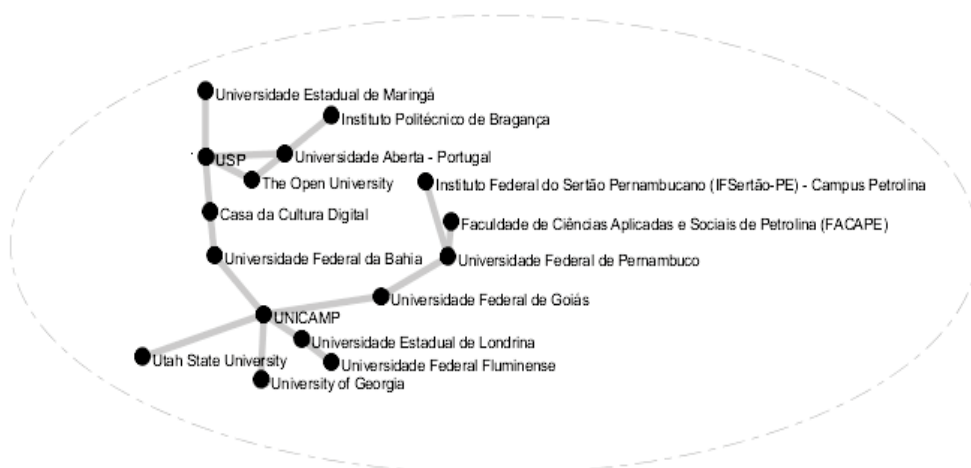 Universidade Estadual de Maringá
Instituto Politécnico de Bragança
USP
Universidade Aberta - Portugal
The Open University
Instituto Federal do Sertão Pernambucano (IFSertão-PE) - Campus Petrolina
Casa da Cultura Digital
Faculdade de Ciências Aplicadas e Sociais de Petrolina (FACAPE)
Universidade Federal da Bahia
Universidade Federal de Pernambuco
Universidade Federal de Goiás
UNICAMP
Universidade Estadual de Londrina
Utah State University
Universidade Federal Fluminense
University of Georgia